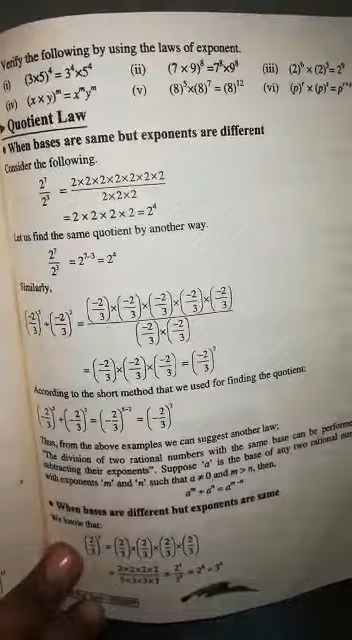 Verify the following by using the laws of exponent.
(i) (3x5)⁴ = 3⁴x5⁴ (ii) (7 x 9)⁸ =7⁸x9⁸ (iii) (2)⁶ x (2)³=2⁹
(iv) (x x y)ᵐ = xᵐyᵐ (v) (8)⁵x(8)⁷ = (8)¹² (vi) (p)ʳ x (p)ˢ=
Quotient Law
• When bases are same but exponents are different
Consider the following.
2⁷/2³ = 2×2×2×2×2×2×2/2×2×2
= 2 × 2 × 2 × 2 = 2⁴
Let us find the same quotient by another way.
2⁷/2³ = 2⁷⁻³ = 2⁴
Similarly,
(-2/3)⁵ ÷ (-2/3)² = (-2/3)×(-2/3)×(-2/3)×(-2/3)×(-2/3)/(-2/3)×(-2/3)
= (-2/3)×(-2/3)×(-2/3) = (-2/3)³
According to the short method that we used for finding the quotient:
(-2/3)⁵ ÷ (-2/3)² = (-2/3)⁵⁻² = (-2/3)³
Thus, from the above examples we can suggest another law;
"The division of two rational numbers with the same base can be
subtracting their exponents". Suppose 'a' is the base of any two rational
with exponents 'm' and 'n' such that a ≠ 0 and m > n, then,
aᵐ ÷ aⁿ = aᵐ⁻ⁿ
• When bases are different but exponents are same
We know that:
(2/3)⁴ = (2/3)×(2/3)×(2/3)×(2/3)
= 2×2×2×2/3×3×3×3 = 2⁴/3⁴ = 2⁴ ÷ 3⁴